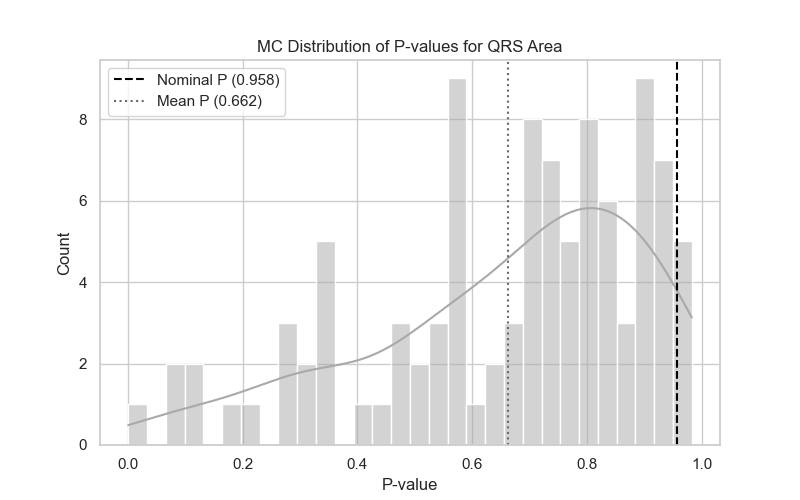 MC Distribution of P-values for QRS Area
Nominal P (0.958)
Mean P (0.662)
Count
8
6
4
2
0
0.0 0.2 0.4 0.6 0.8 1.0
P-value